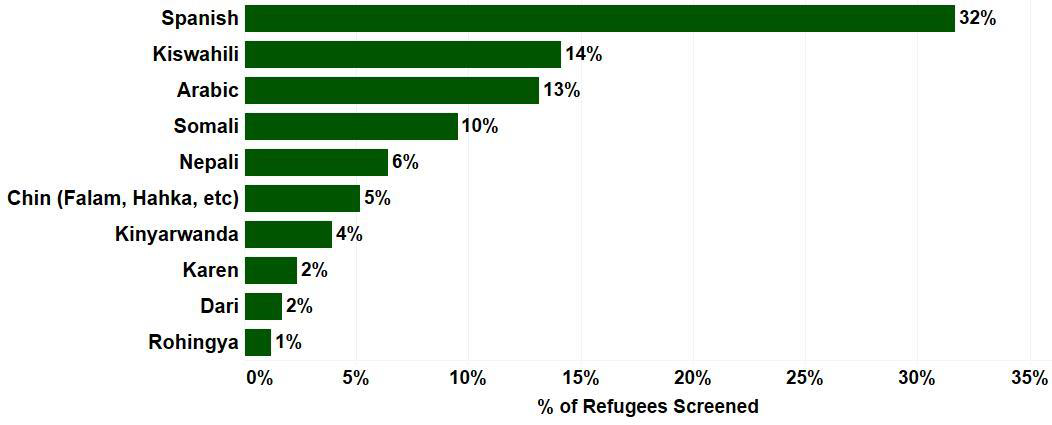 Spanish 32%
Kiswahili 14%
Arabic 13%
Somali 10%
Nepali 6%
Chin (Falam, Hahka, etc) 5%
Kinyarwanda 4%
Karen 2%
Dari 2%
Rohingya 1%
0% 5% 10% 15% 20% 25% 30% 35%
% of Refugees Screened